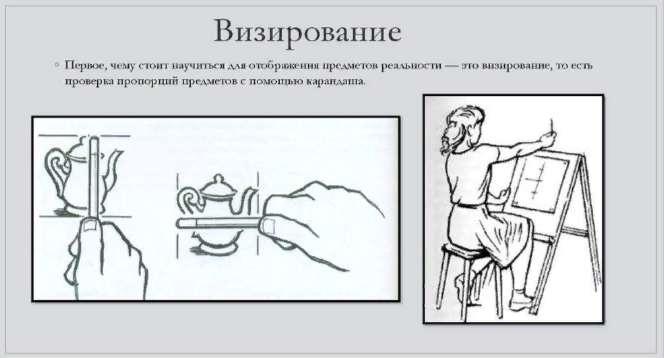 Визирование
Первое, чему стоит научиться для отображения предметов реальности — это визирование, то есть
проверка пропорций предметов с помощью карандаша.